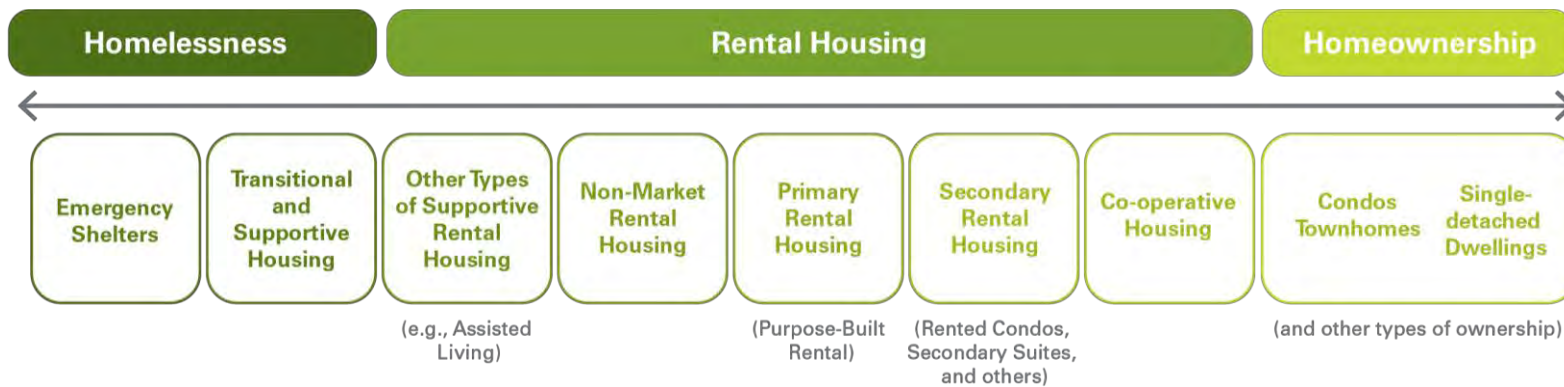 Homelessness
Rental Housing
Homeownership
Emergency
Shelters
Transitional
and
Supportive
Housing
Other Types
of Supportive
Rental
Housing
Non-Market
Rental
Housing
Primary
Rental
Housing
Secondary
Rental
Housing
Co-operative
Housing
Condos
Townhomes
Single-
detached
Dwellings
(e.g., Assisted
Living)
(Purpose-Built
Rental)
(Rented Condos,
Secondary Suites,
and others)
(and other types of ownership)